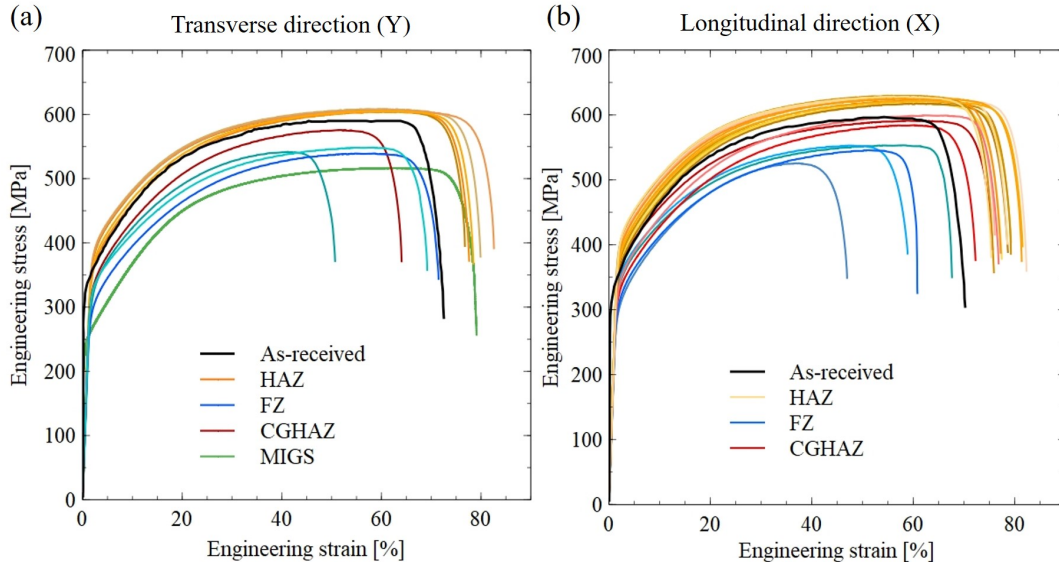 (a) Transverse direction (Y)
700
600
500
400
300
200
100
0
Engineering stress [MPa]
As-received
HAZ
FZ
CGHAZ
MIGS
0 20 40 60 80
Engineering strain [%]
(b) Longitudinal direction (X)
700
600
500
400
300
200
100
0
Engineering stress [MPa]
As-received
HAZ
FZ
CGHAZ
0 20 40 60 80
Engineering strain [%]